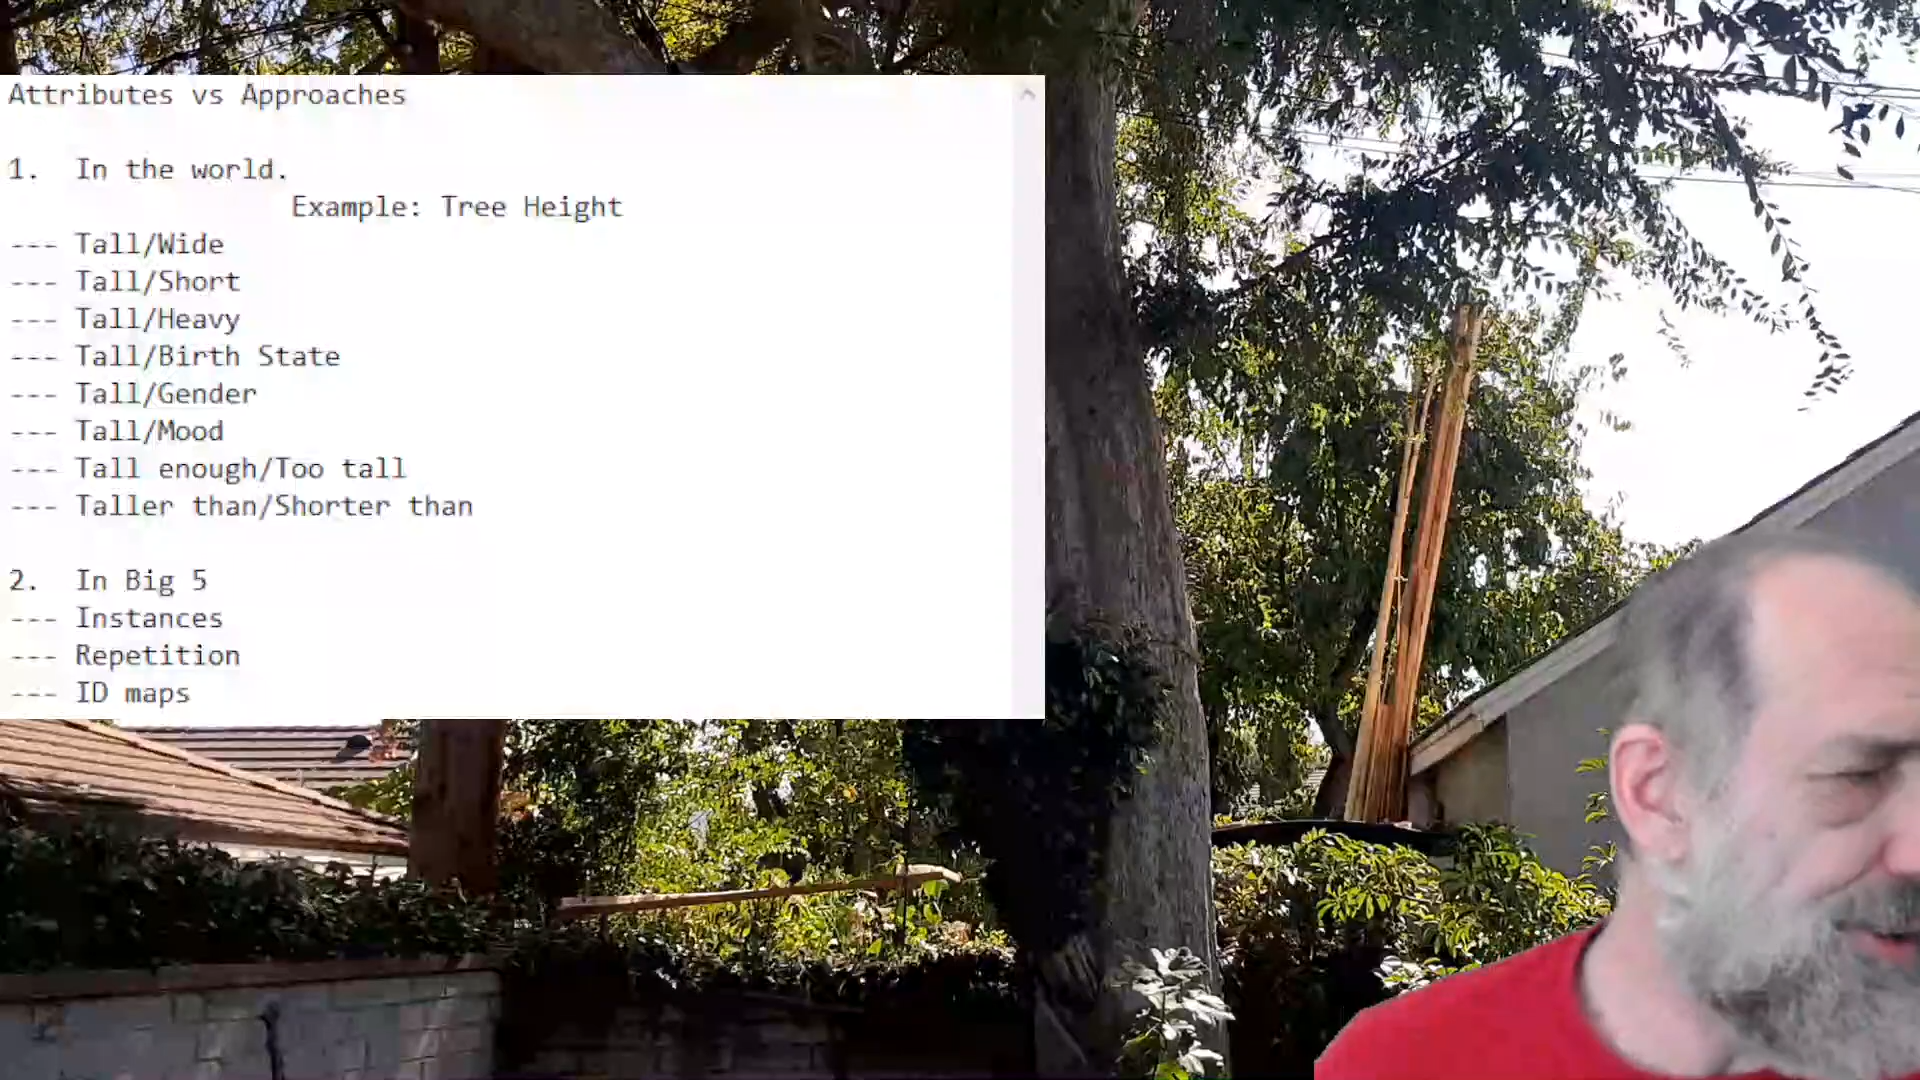 Attributes vs Approaches
1. In the world.
Example: Tree Height
--- Tall/Wide
--- Tall/Short
--- Tall/Heavy
--- Tall/Birth State
--- Tall/Gender
--- Tall/Mood
--- Tall enough/Too tall
--- Taller than/Shorter than
2. In Big 5
--- Instances
--- Repetition
--- ID maps